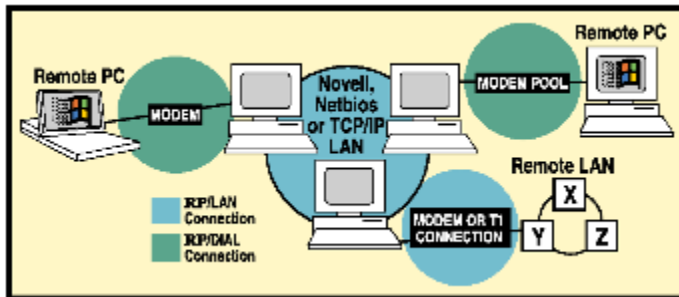 Remote PC
MODEM
Novell,
Netbios
or TCP/IP
LAN
MODEM POOL
Remote PC
Remote LAN
X
Y
Z
MODEM OR T1
CONNECTION
RP/LAN
Connection
RP/DIAL
Connection